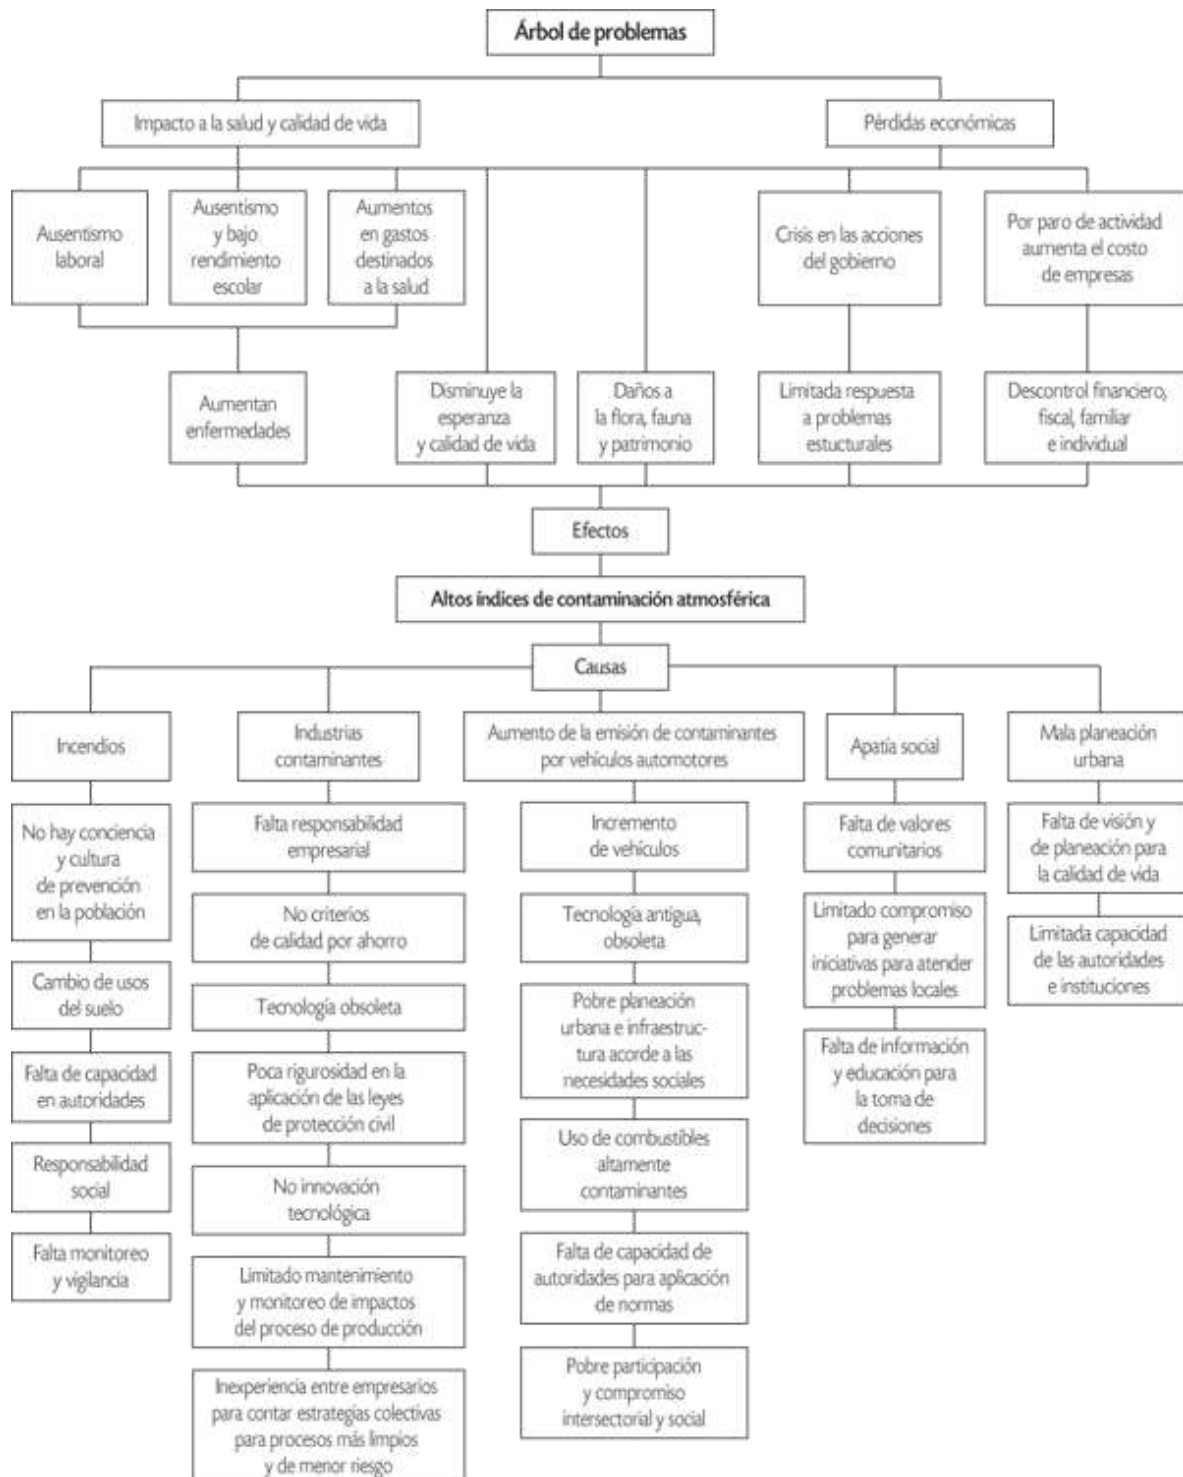 Árbol de problemas
Impacto a la salud y calidad de vida
Pérdidas económicas
Ausentismo
laboral
Ausentismo
y bajo
rendimiento
escolar
Aumentos
en gastos
destinados
a la salud
Crisis en las acciones
del gobierno
Por paro de actividad
aumenta el costo
de empresas
Aumentan
enfermedades
Disminuye la
esperanza
y calidad de vida
Daños a
la flora, fauna
y patrimonio
Limitada respuesta
a problemas
estucturales
Descontrol financiero,
fiscal, familiar
e individual
Efectos
Altos índices de contaminación atmosférica
Causas
Incendios
Industrias
contaminantes
Aumento de la emisión de contaminantes
por vehículos automotores
Apatía social
Mala planeación
urbana
No hay conciencia
y cultura
de prevención
en la población
Cambio de usos
del suelo
Falta de capacidad
en autoridades
Responsabilidad
social
Falta monitoreo
y vigilancia
Falta responsabilidad
empresarial
No criterios
de calidad por ahorro
Tecnología obsoleta
Poca rigurosidad en la
aplicación de las leyes
de protección civil
No innovación
tecnológica
Limitado mantenimiento
y monitoreo de impactos
del proceso de producción
Inexperiencia entre empresarios
para contar estrategias colectivas
para procesos más limpios
y de menor riesgo
Incremento
de vehículos
Tecnología antígua,
obsoleta
Pobre planeación
urbana e infraestruc-
tura acorde a las
necesidades sociales
Uso de combustibles
altamente
contaminantes
Falta de capacidad de
autoridades para aplicación
de normas
Pobre participación
y compromiso
intersectorial y social
Falta de valores
comunitarios
Limitado compromiso
para generar
iniciativas para atender
problemas locales
Falta de información
y educación para
la toma de
decisiones
Falta de visión y
de planeación para
la calidad de vida
Limitada capacidad
de las autoridades
e instituciones